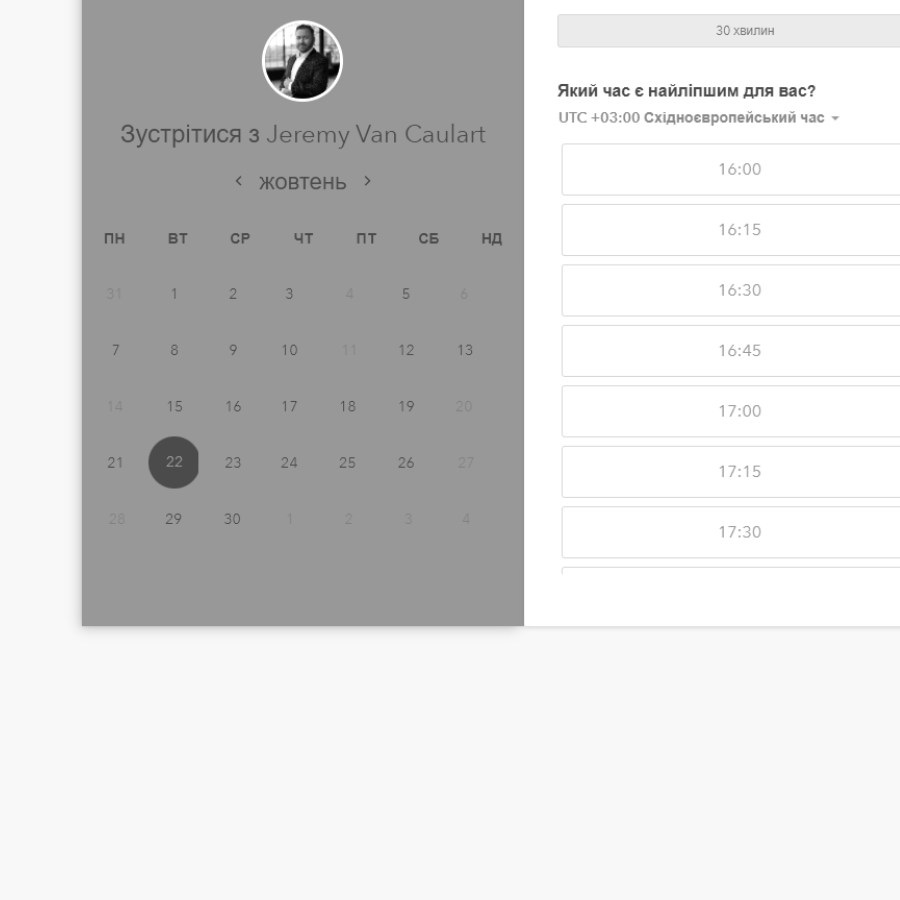 Зустрітися з Jeremy Van Caulart
жовтень
ПН ВТ СР ЧТ ПТ СБ НД
31 1 2 3 4 5 6
7 8 9 10 11 12 13
14 15 16 17 18 19 20
21 22 23 24 25 26 27
28 29 30 1 2 3 4
30 хвилин
Який час є найліпшим для вас?
UTC +03:00 Східноєвропейський час
16:00
16:15
16:30
16:45
17:00
17:15
17:30